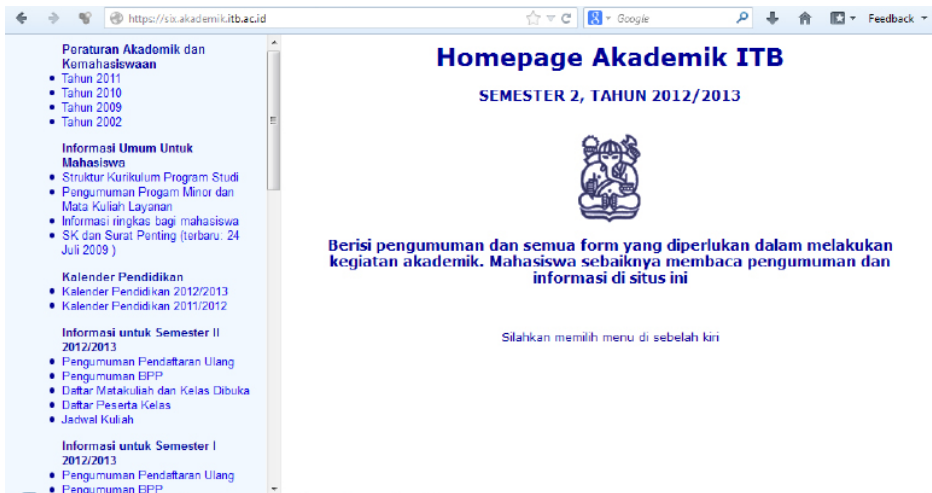 https://six.akademik.itb.ac.id
Google
Feedback
Peraturan Akademik dan
Kemahasiswaan
Tahun 2011
Tahun 2010
Tahun 2009
Tahun 2002
Informasi Umum Untuk
Mahasiswa
Struktur Kurikulum Program Studi
Pengumuman Progam Minor dan
Mata Kuliah Layanan
Informasi ringkas bagi mahasiswa
SK dan Surat Penting (terbaru: 24
Juli 2009 )
Kalender Pendidikan
Kalender Pendidikan 2012/2013
Kalender Pendidikan 2011/2012
Informasi untuk Semester II
2012/2013
Pengumuman Pendaftaran Ulang
Pengumuman BPP
Daftar Matakuliah dan Kelas Dibuka
Daftar Peserta Kelas
Jadwal Kuliah
Informasi untuk Semester I
2012/2013
Pengumuman Pendaftaran Ulang
Pengumuman BPP
Homepage Akademik ITB
SEMESTER 2, TAHUN 2012/2013
Berisi pengumuman dan semua form yang diperlukan dalam melakukan
kegiatan akademik. Mahasiswa sebaiknya membaca pengumuman dan
informasi di situs ini
Silahkan memilih menu di sebelah kiri